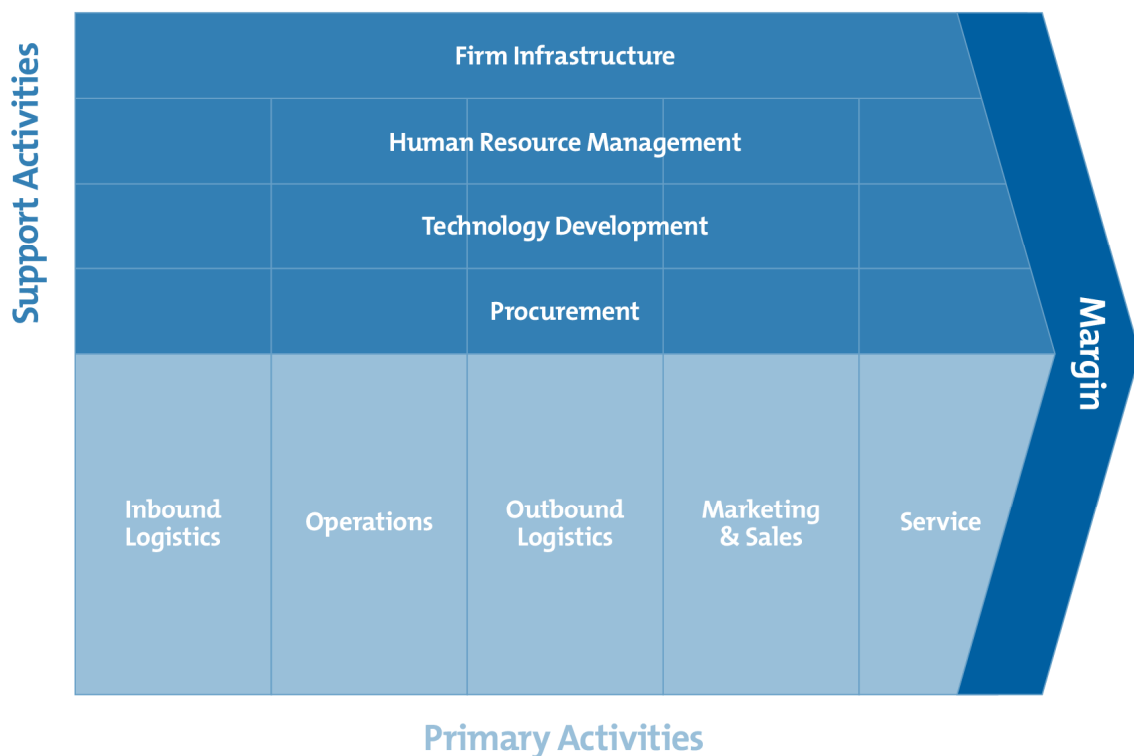 Support Activities
Firm Infrastructure
Human Resource Management
Technology Development
Procurement
Margin
Inbound
Logistics
Operations
Outbound
Logistics
Marketing
& Sales
Service
Primary Activities